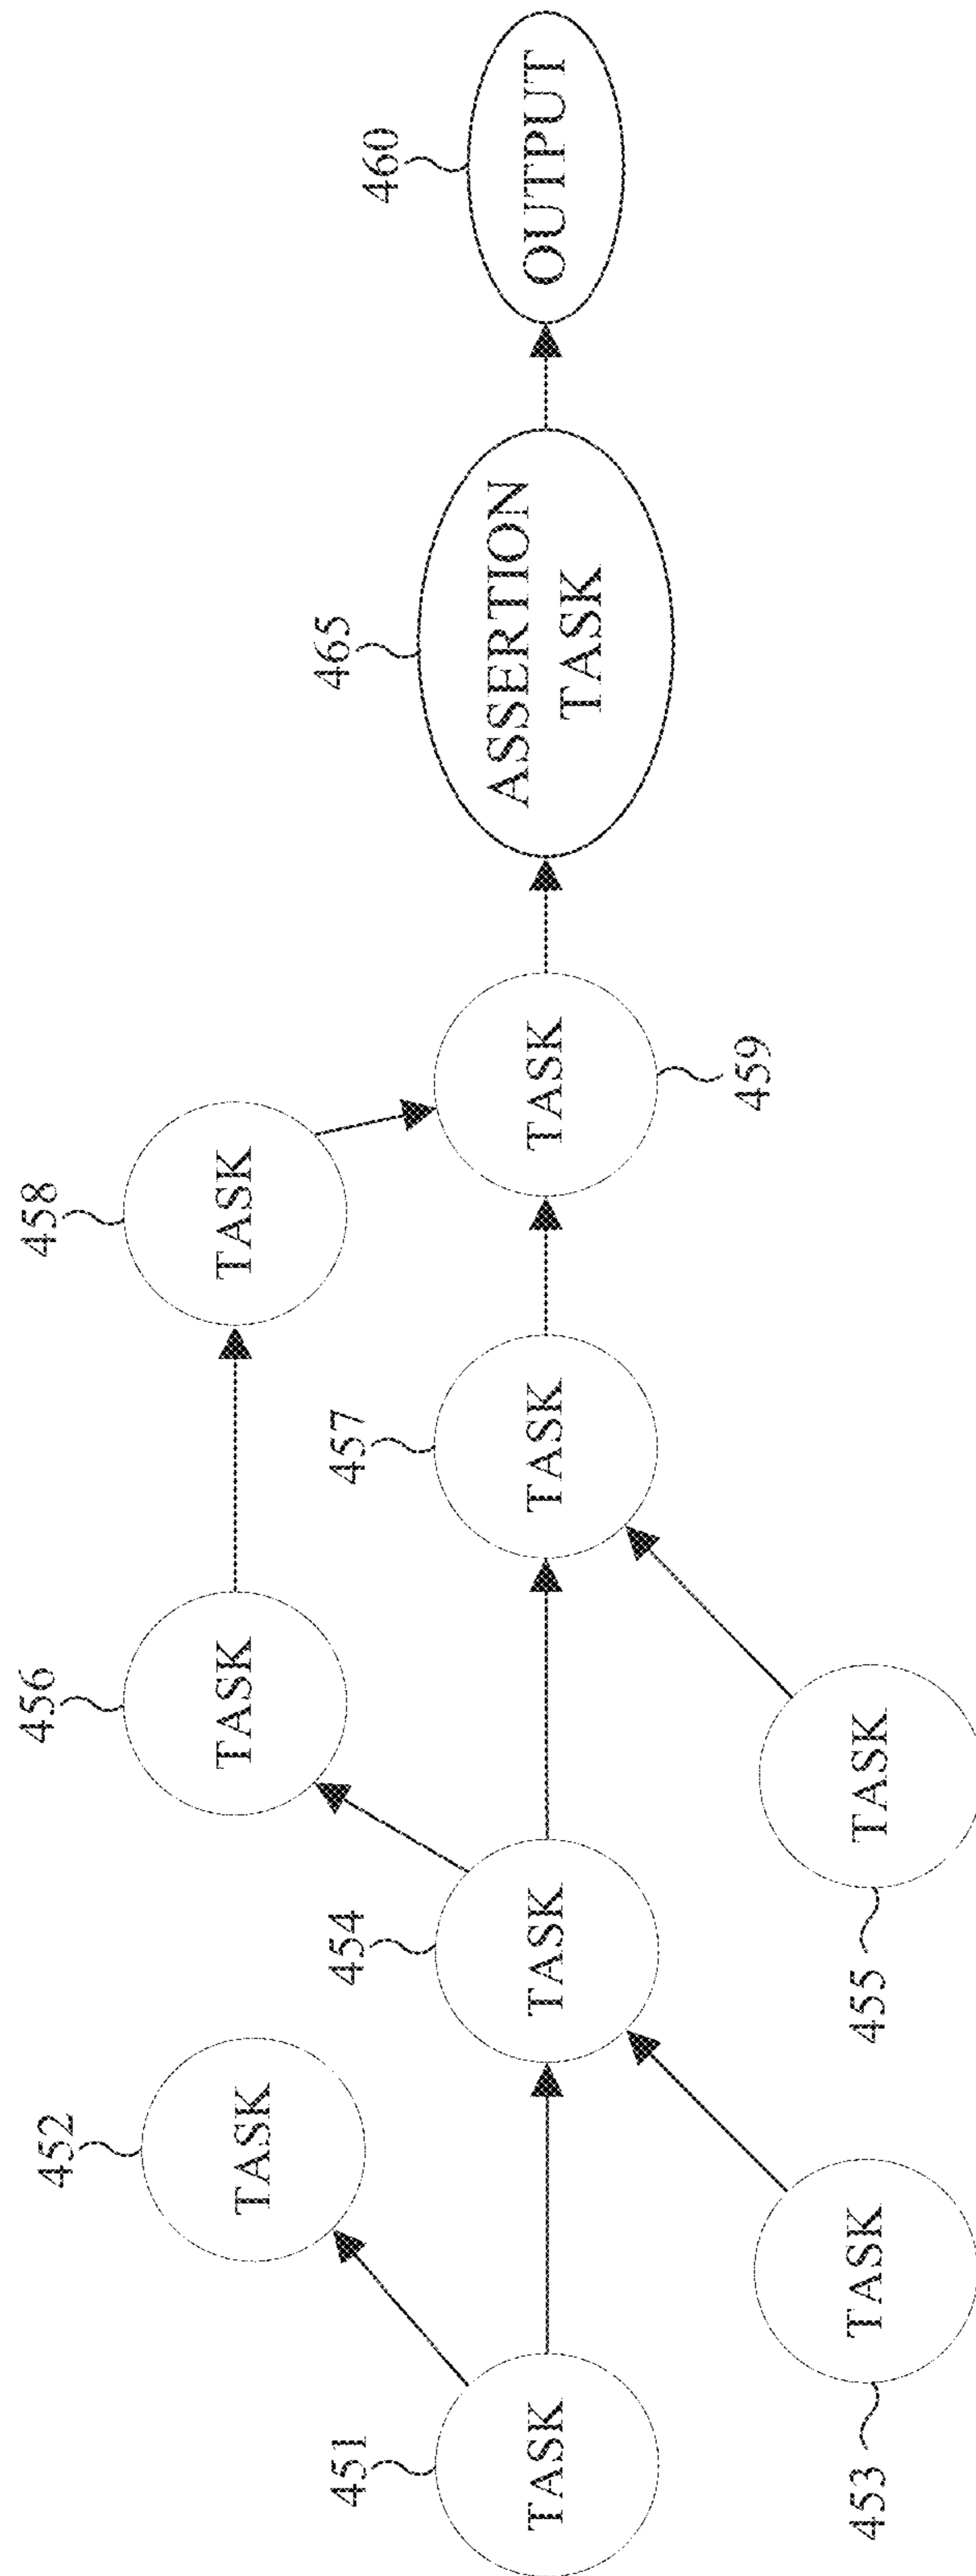 451
TASK
452
TASK
453
TASK
454
TASK
455
TASK
456
TASK
457
TASK
458
TASK
459
TASK
465
ASSERTION
TASK
460
OUTPUT